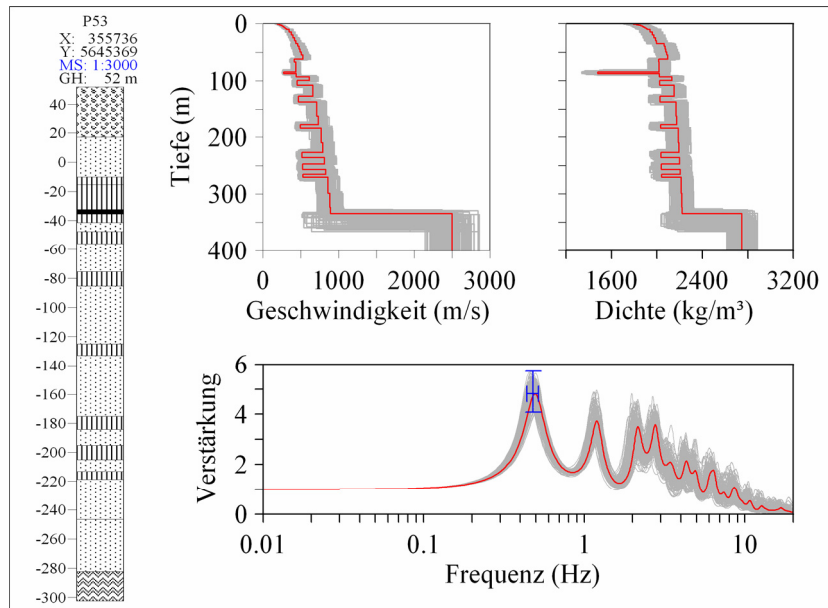 P53
X: 355736
Y: 5645369
MS: 1:3000
GH: 52 m
40
20
0
-20
-40
-60
-80
-100
-120
-140
-160
-180
-200
-220
-240
-260
-280
-300
Tiefe (m)
0
100
200
300
400
0 1000 2000 3000
Geschwindigkeit (m/s)
1600 2400 3200
Dichte (kg/m³)
Verstärkung
6
4
2
0
0.01 0.1 1 10
Frequenz (Hz)